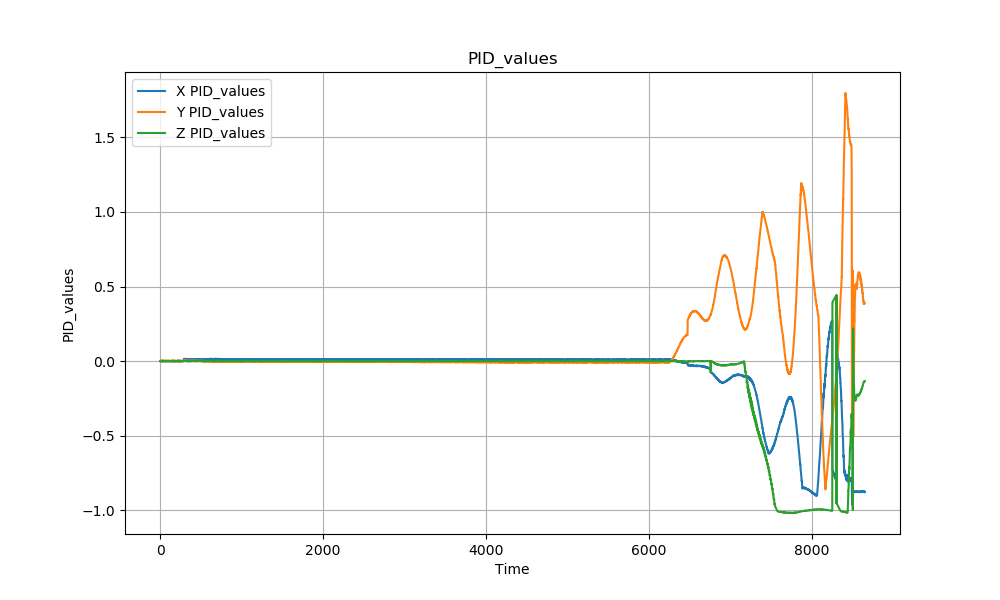 PID_values
X PID_values
Y PID_values
Z PID_values
1.5
1.0
0.5
0.0
−0.5
−1.0
PID_values
0 2000 4000 6000 8000
Time